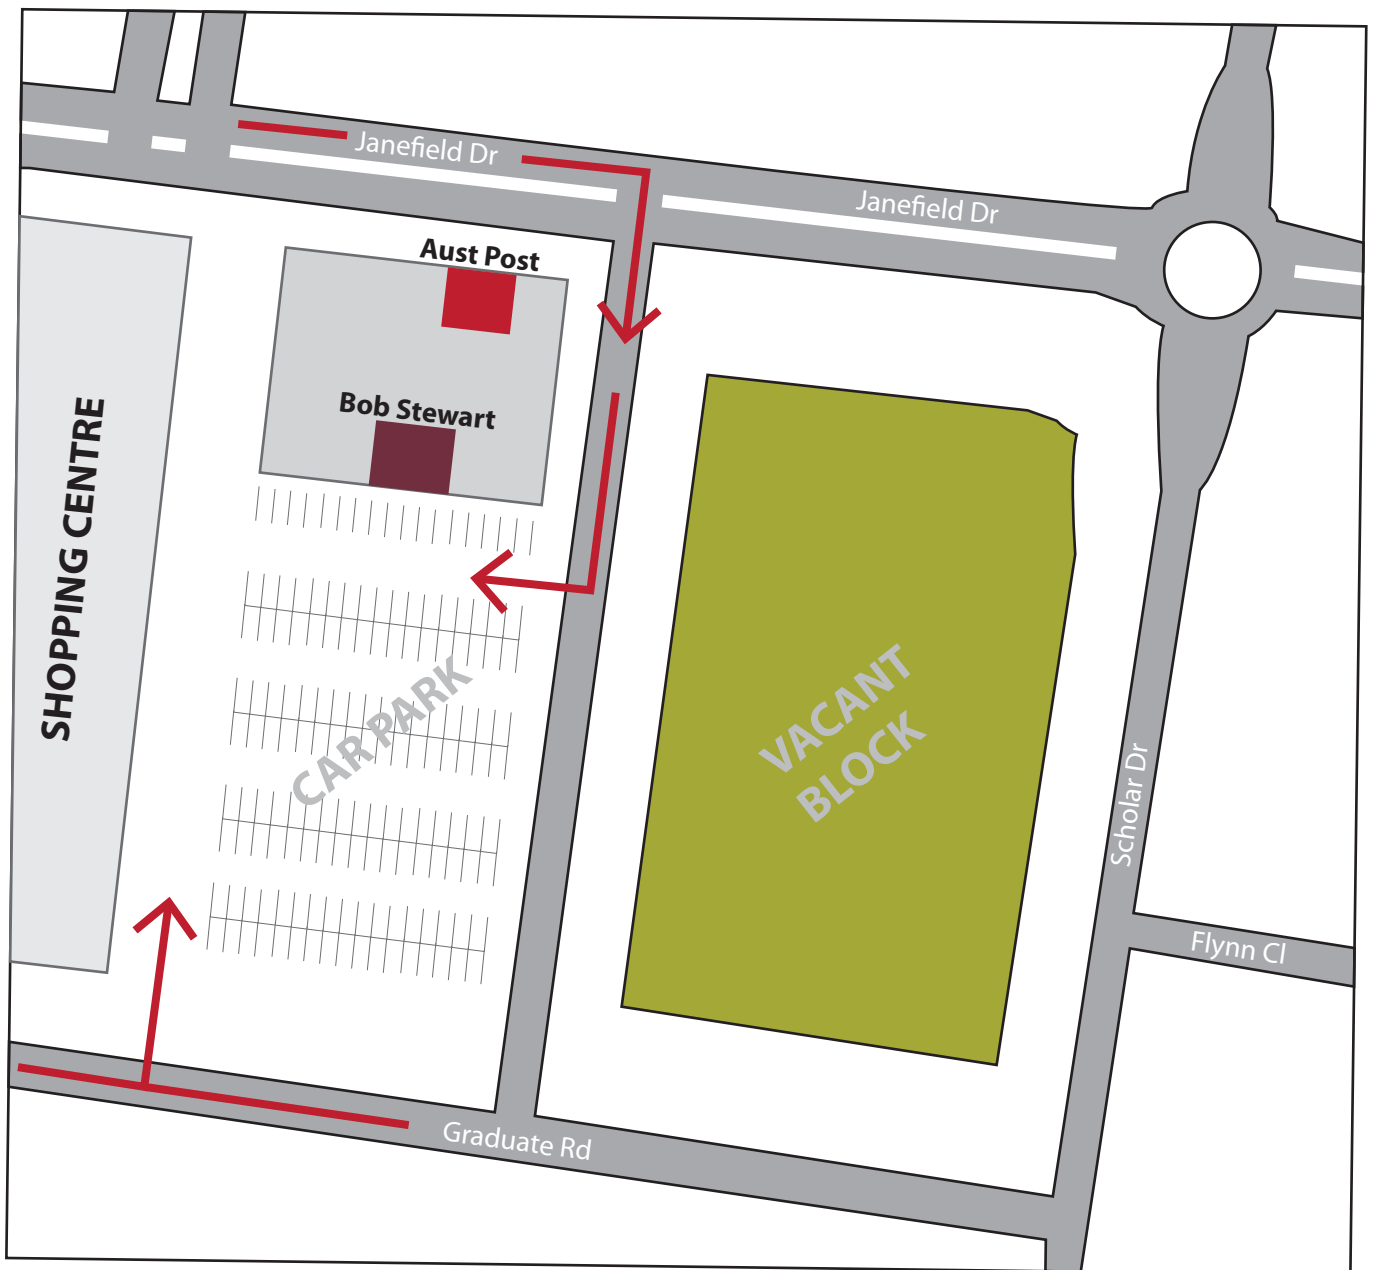 Janefield Dr
Janefield Dr
Aust Post
Bob Stewart
SHOPPING CENTRE
CAR PARK
VACANT
BLOCK
Scholar Dr
Flynn Cl
Graduate Rd